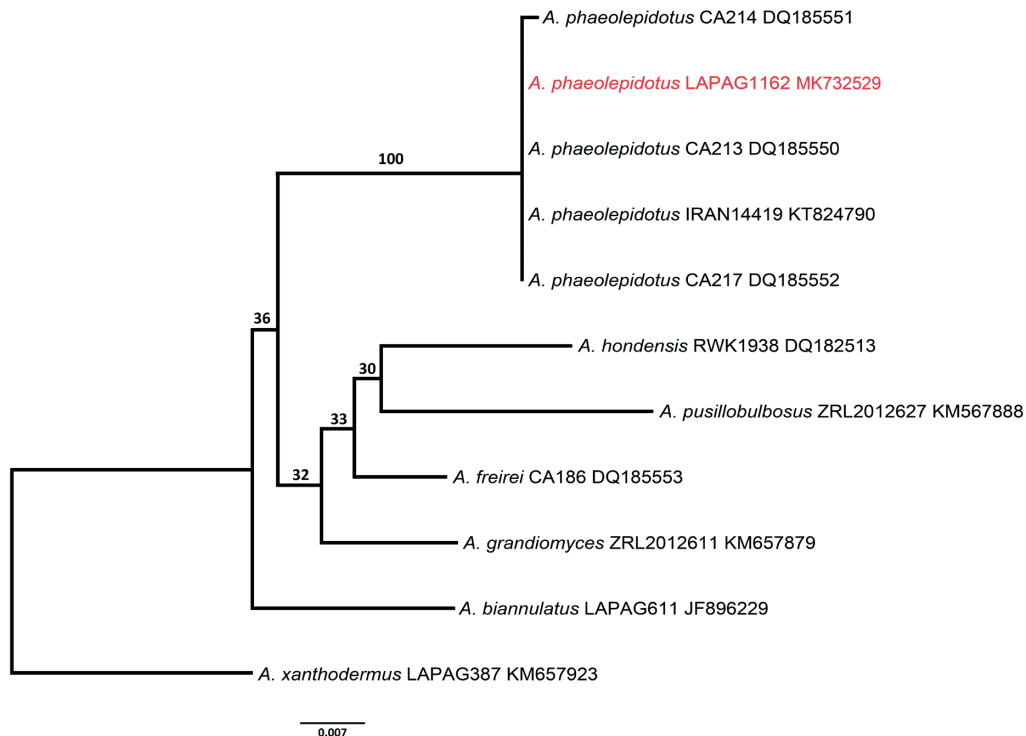 A. phaeolepidotus CA214 DQ185551
A. phaeolepidotus LAPAG1162 MK732529
A. phaeolepidotus CA213 DQ185550
100
A. phaeolepidotus IRAN14419 KT824790
A. phaeolepidotus CA217 DQ185552
36
A. hondensis RWK1938 DQ182513
30
A. pusillobulbosus ZRL2012627 KM567888
33
A. freirei CA186 DQ185553
32
A. grandiomyces ZRL2012611 KM657879
A. biannulatus LAPAG611 JF896229
A. xanthodermus LAPAG387 KM657923
0.007